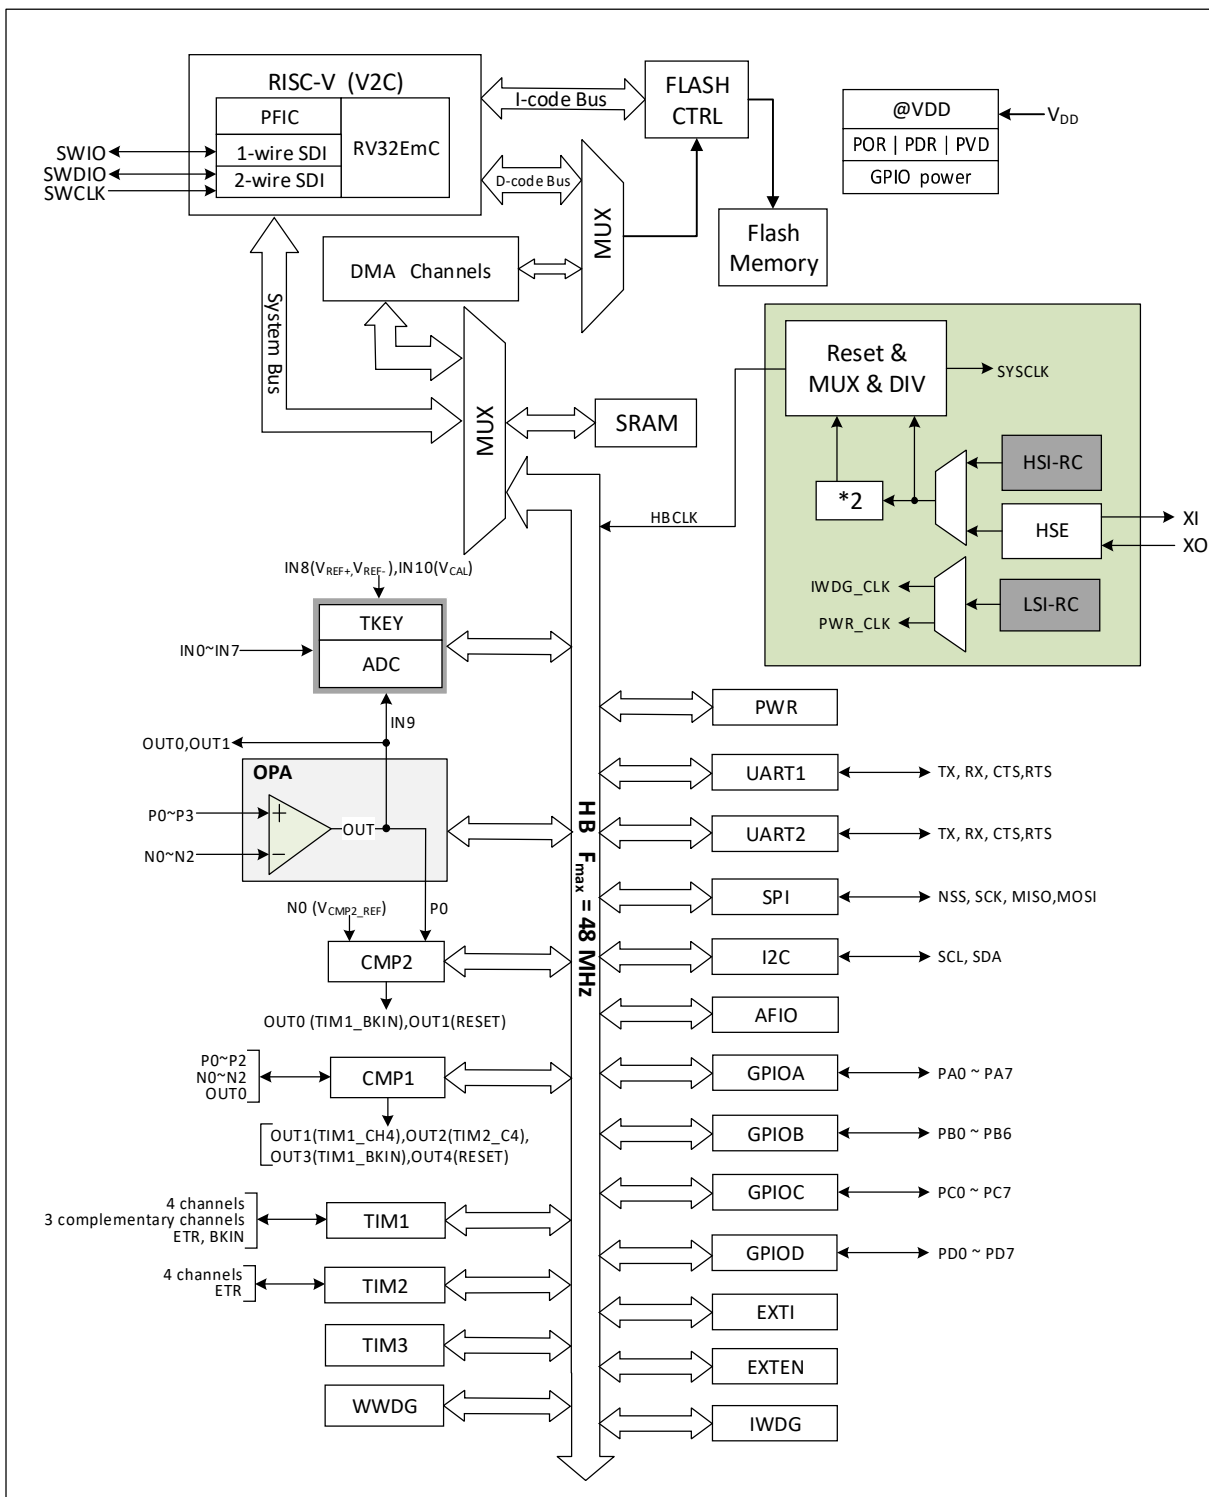 RISC-V (V2C)
PFIC
1-wire SDI
2-wire SDI
RV32EmC
SWIO
SWDIO
SWCLK
I-code Bus
D-code Bus
FLASH
CTRL
MUX
Flash
Memory
@VDD
POR | PDR | PVD
GPIO power
VDD
DMA Channels
System Bus
MUX
SRAM
Reset &
MUX & DIV
SYSCLK
HSI-RC
*2
HSE
XI
XO
HBCLK
IWDG_CLK
PWR_CLK
LSI-RC
IN8(VREF+,VREF-),IN10(VCAL)
TKEY
ADC
IN0~IN7
IN9
OUT0,OUT1
OPA
P0~P3
+
OUT
N0~N2
−
N0 (VCMP2_REF)
P0
CMP2
OUT0 (TIM1_BKIN),OUT1(RESET)
P0~P2
N0~N2
OUT0
CMP1
OUT1(TIM1_CH4),OUT2(TIM2_C4),
OUT3(TIM1_BKIN),OUT4(RESET)
4 channels
3 complementary channels
ETR, BKIN
TIM1
4 channels
ETR
TIM2
TIM3
WWDG
HB Fmax = 48 MHz
PWR
UART1
TX, RX, CTS,RTS
UART2
TX, RX, CTS,RTS
SPI
NSS, SCK, MISO,MOSI
I2C
SCL, SDA
AFIO
GPIOA
PA0 ~ PA7
GPIOB
PB0 ~ PB6
GPIOC
PC0 ~ PC7
GPIOD
PD0 ~ PD7
EXTI
EXTEN
IWDG